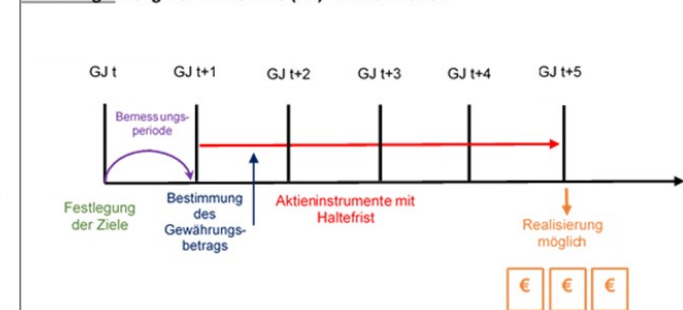 GJ t
GJ t+1
GJ t+2
GJ t+3
GJ t+4
GJ t+5
Bemessungs-
periode
Festlegung
der Ziele
Bestimmung
des
Gewährungs-
betrags
Aktieninstrumente mit
Haltefrist
Realisierung
möglich
€ € €